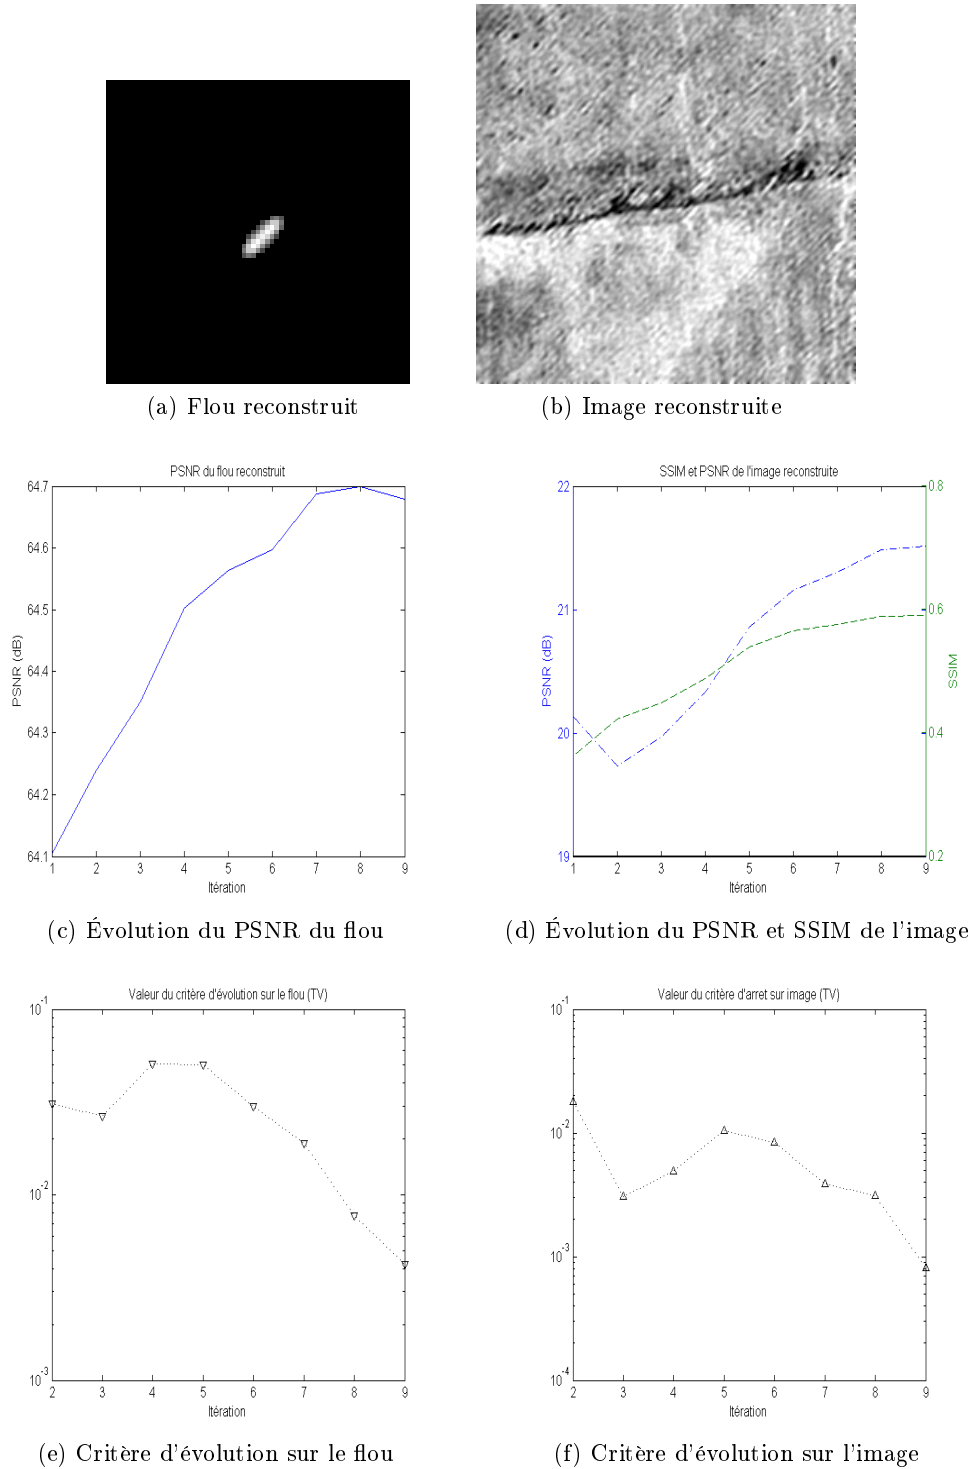 (a) Flou reconstruit
(b) Image reconstruite
PSNR du flou reconstruit
64.7
64.6
64.5
64.4
64.3
64.2
64.1
PSNR (dB)
1 2 3 4 5 6 7 8 9
Itération
SSIM et PSNR de l'image reconstruite
22
21
20
19
PSNR (dB)
0.8
0.6
0.4
0.2
SSIM
1 2 3 4 5 6 7 8 9
Itération
(c) Évolution du PSNR du flou
(d) Évolution du PSNR et SSIM de l'image
Valeur du critère d'évolution sur le flou (TV)
10^-1
10^-2
10^-3
2 3 4 5 6 7 8 9
Itération
Valeur du critère d'arret sur image (TV)
10^-1
10^-2
10^-3
10^-4
2 3 4 5 6 7 8 9
Itération
(e) Critère d'évolution sur le flou
(f) Critère d'évolution sur l'image